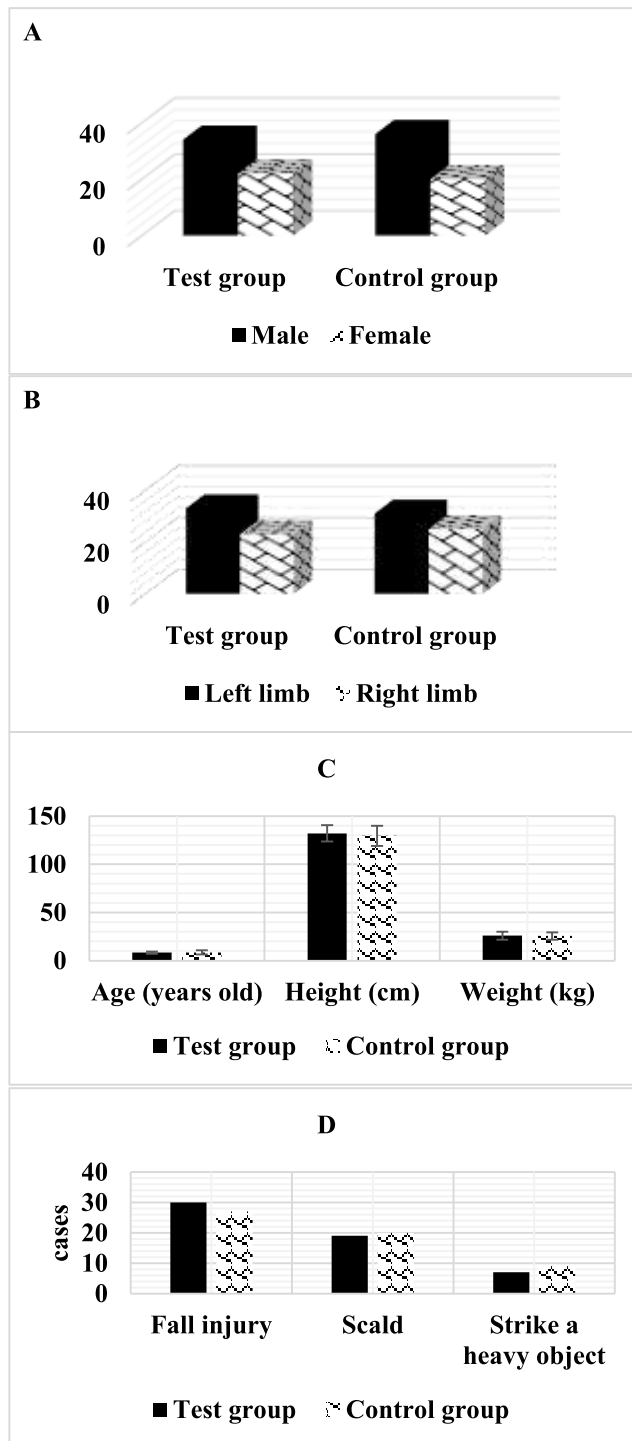 A
40
20
0
Test group Control group
Male Female
B
40
20
0
Test group Control group
Left limb Right limb
C
150
100
50
0
Age (years old) Height (cm) Weight (kg)
Test group Control group
D
cases
40
30
20
10
0
Fall injury Scald Strike a
heavy object
Test group Control group